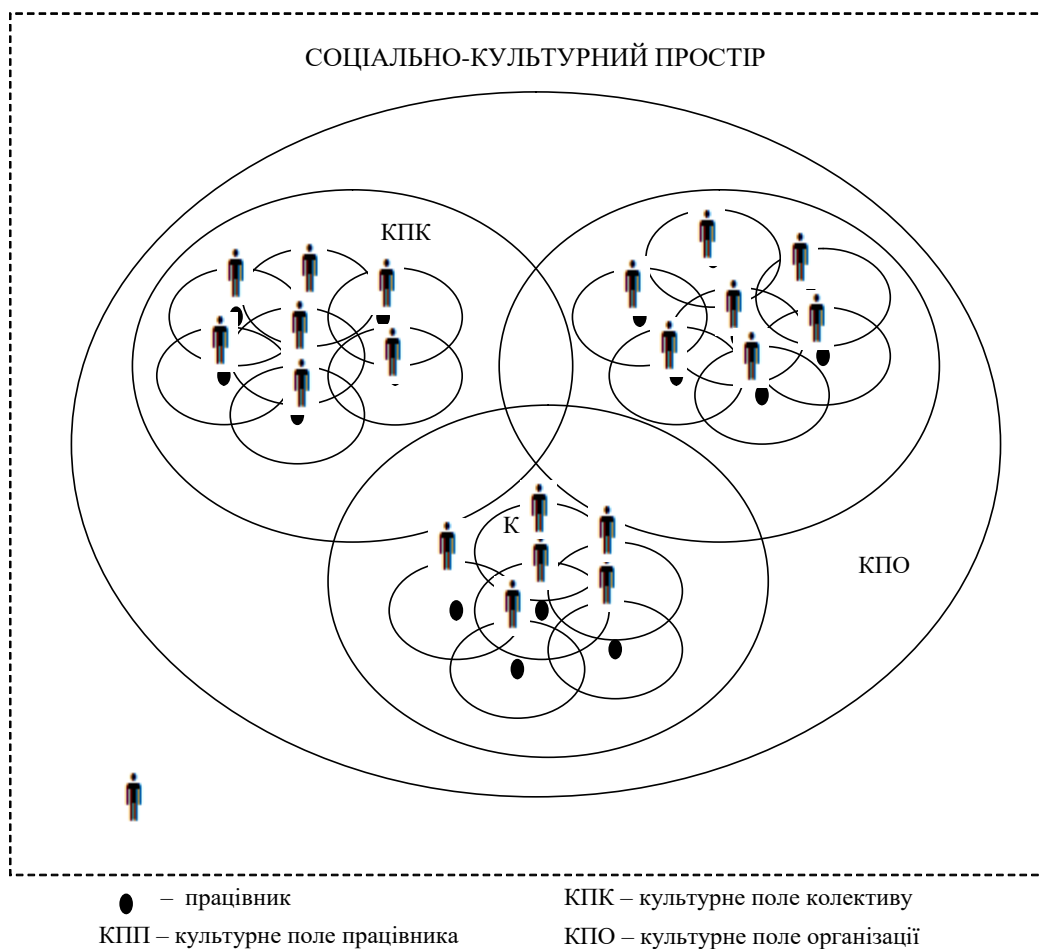 СОЦІАЛЬНО-КУЛЬТУРНИЙ ПРОСТІР
КПК
К
КПО
– працівник
КПК – культурне поле колективу
КПП – культурне поле працівника
КПО – культурне поле організації